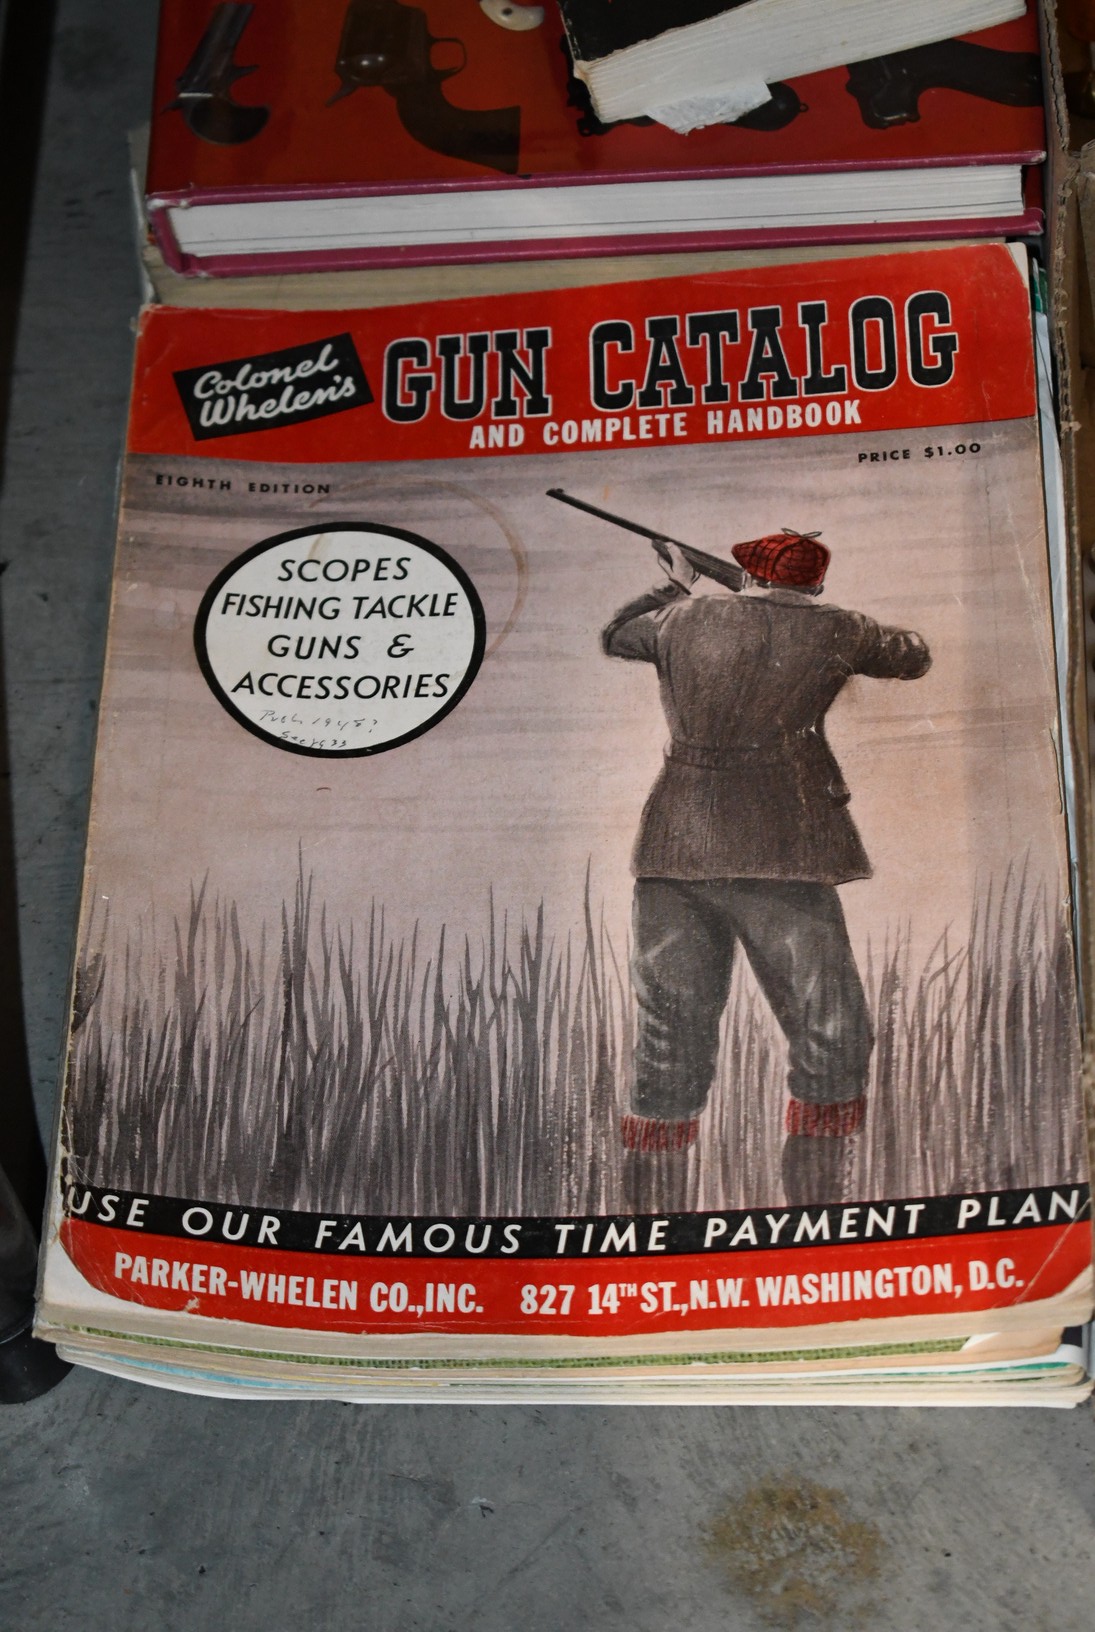 Colonel
Whelen's
GUN CATALOG
AND COMPLETE HANDBOOK
PRICE $1.00
EIGHTH EDITION
SCOPES
FISHING TACKLE
GUNS &
ACCESSORIES
USE OUR FAMOUS TIME PAYMENT PLAN
PARKER-WHELEN CO., INC. 827 14TH ST., N.W. WASHINGTON, D.C.